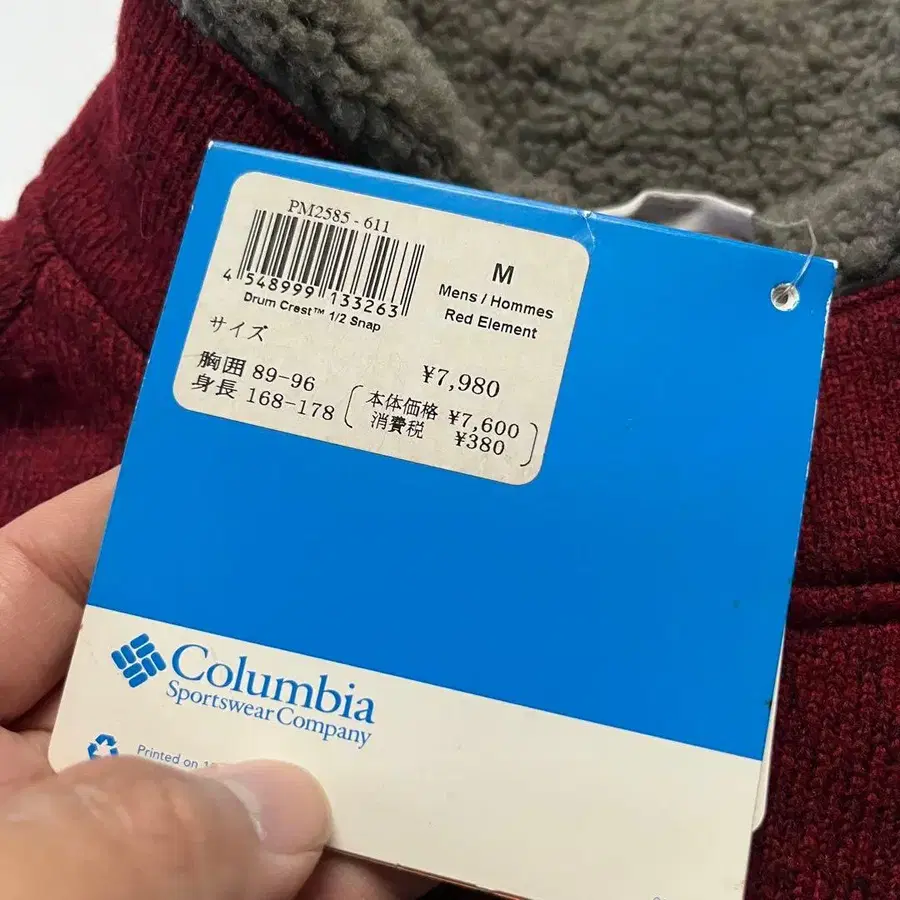 PM2585-611
4 548999 133263
Drum Crest™ 1/2 Snap
M
Mens / Hommes
Red Element
サイズ
胸囲 89-96
身長 168-178
¥7,980
本体価格 ¥7,600
消費税 ¥380
Columbia
Sportswear Company
Printed on